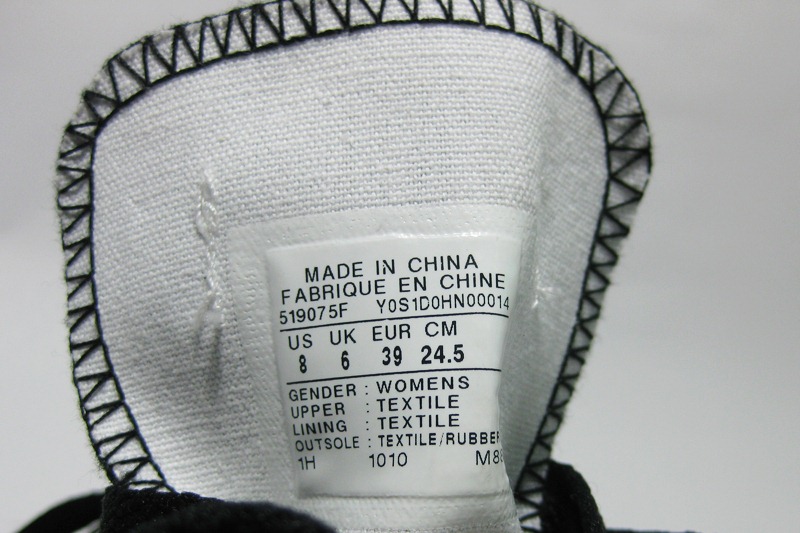 MADE IN CHINA
FABRIQUE EN CHINE
519075F Y0S1D0HN00014
US UK EUR CM
8 6 39 24.5
GENDER : WOMENS
UPPER : TEXTILE
LINING : TEXTILE
OUTSOLE : TEXTILE/RUBBER
1H 1010